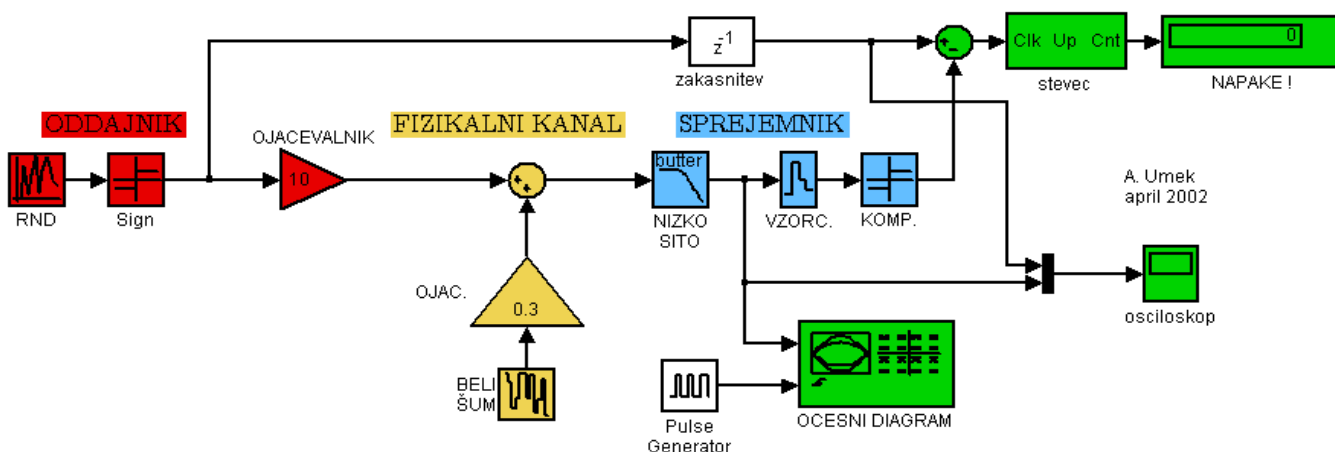 z-1
zakasnitev
+
-
Clk Up Cnt
stevec
0
NAPAKE !
ODDAJNIK
OJACEVALNIK
FIZIKALNI KANAL
SPREJEMNIK
RND
Sign
10
+
+
butter
NIZKO
SITO
VZORC.
KOMP.
A. Umek
april 2002
OJAC.
0.3
osciloskop
BELI
ŠUM
Pulse
Generator
OCESNI DIAGRAM